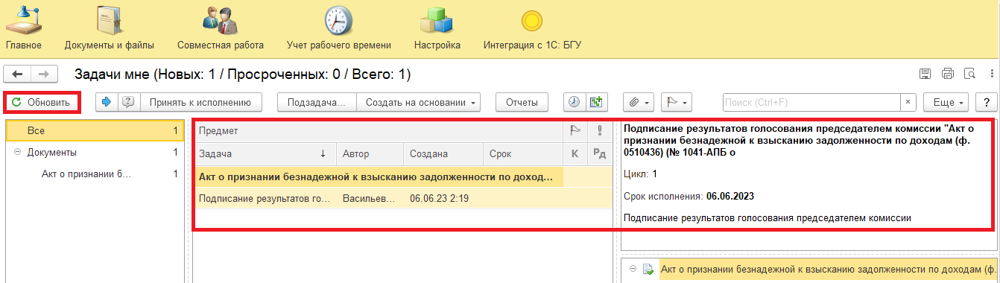 Главное Документы и файлы Совместная работа Учет рабочего времени Настройка Интеграция с 1С: БГУ
Задачи мне (Новых: 1 / Просроченных: 0 / Всего: 1)
Обновить Принять к исполнению Подзадача... Создать на основании Отчеты Поиск (Ctrl+F) × Еще ?
Все 1
Документы 1
Акт о признании б... 1
Предмет
Задача ↓ Автор Создана Срок К Рд
Акт о признании безнадежной к взысканию задолженности по доход...
Подписание результатов го... Васильев... 06.06.23 2:19
Подписание результатов голосования председателем комиссии "Акт о
признании безнадежной к взысканию задолженности по доходам (ф.
0510436) (№ 1041-АПБ о
Цикл: 1
Срок исполнения: 06.06.2023
Подписание результатов голосования председателем комиссии
Акт о признании безнадежной к взысканию задолженности по доходам (ф.